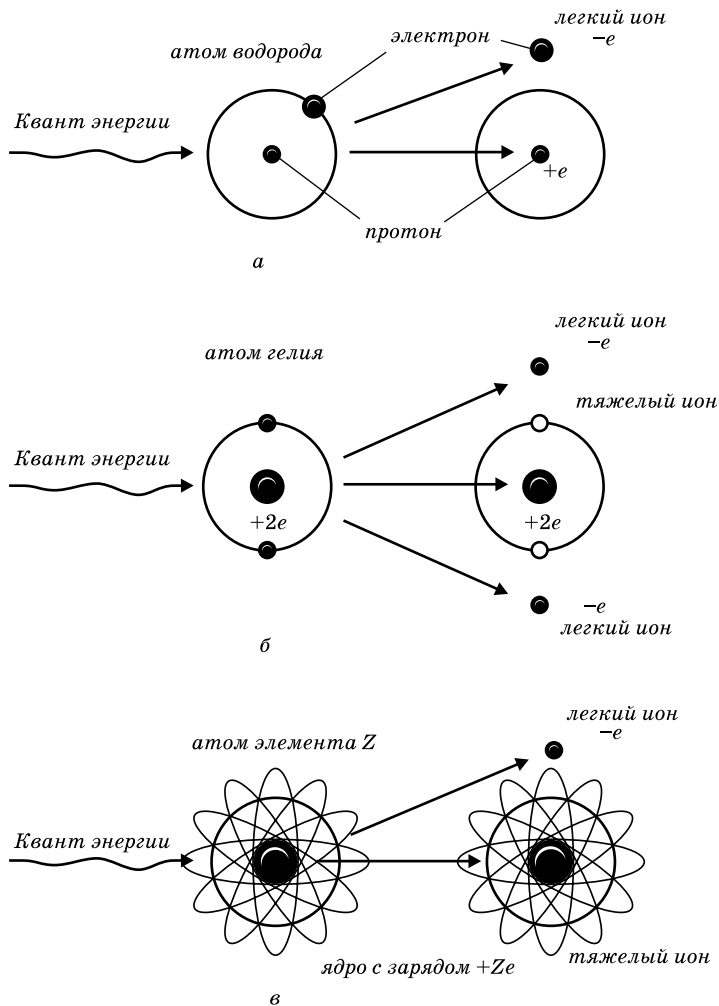 легкий ион
−e
электрон
атом водорода
Квант энергии
+e
протон
а
легкий ион
−e
атом гелия
тяжелый ион
Квант энергии
+2e
+2e
−e
легкий ион
б
легкий ион
−e
атом элемента Z
Квант энергии
тяжелый ион
ядро с зарядом +Ze
в